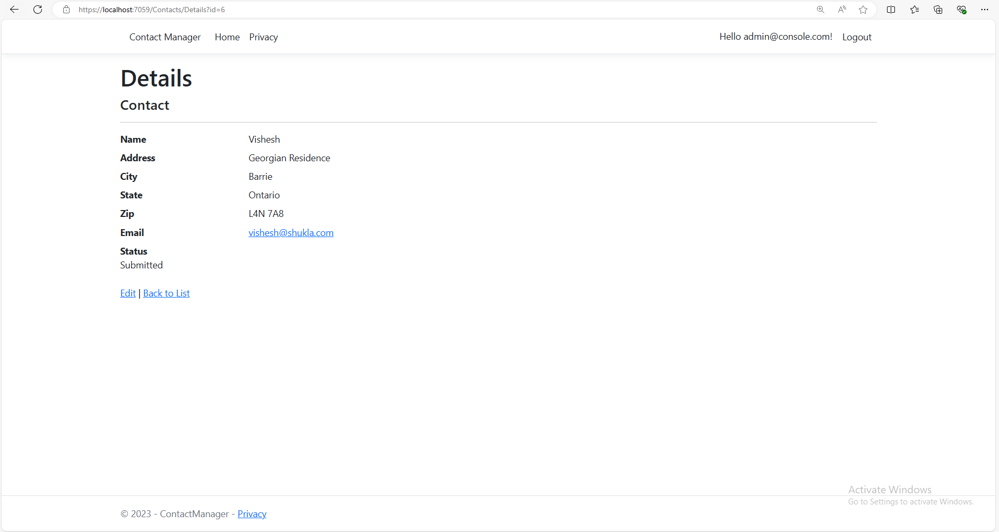 https://localhost:7059/Contacts/Details?id=6
Contact Manager Home Privacy Hello admin@console.com! Logout
Details
Contact
Name Vishesh
Address Georgian Residence
City Barrie
State Ontario
Zip L4N 7A8
Email vishesh@shukla.com
Status
Submitted
Edit | Back to List
Activate Windows
Go to Settings to activate Windows.
© 2023 - ContactManager - Privacy